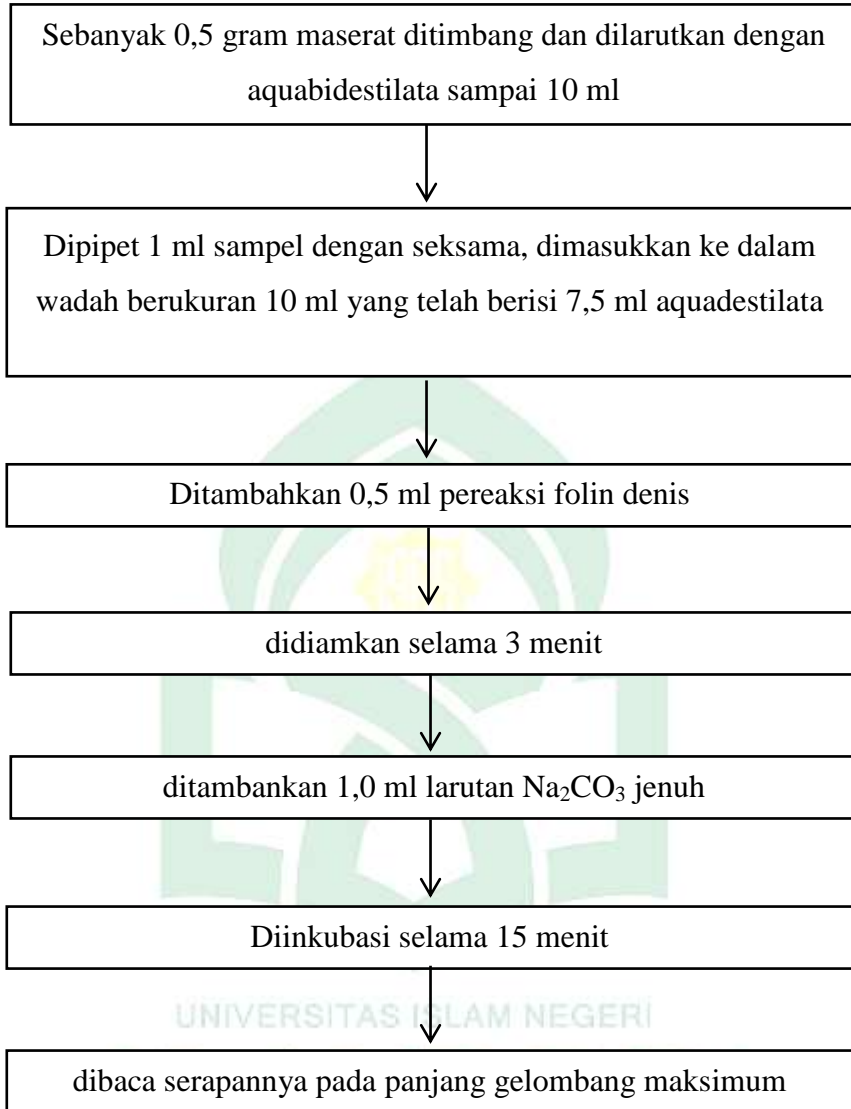 Sebanyak 0,5 gram maserat ditimbang dan dilarutkan dengan
aquabidestilata sampai 10 ml
Dipipet 1 ml sampel dengan seksama, dimasukkan ke dalam
wadah berukuran 10 ml yang telah berisi 7,5 ml aquadestilata
Ditambahkan 0,5 ml pereaksi folin denis
didiamkan selama 3 menit
ditambankan 1,0 ml larutan Na₂CO₃ jenuh
Diinkubasi selama 15 menit
UNIVERSITAS ISLAM NEGERI
dibaca serapannya pada panjang gelombang maksimum